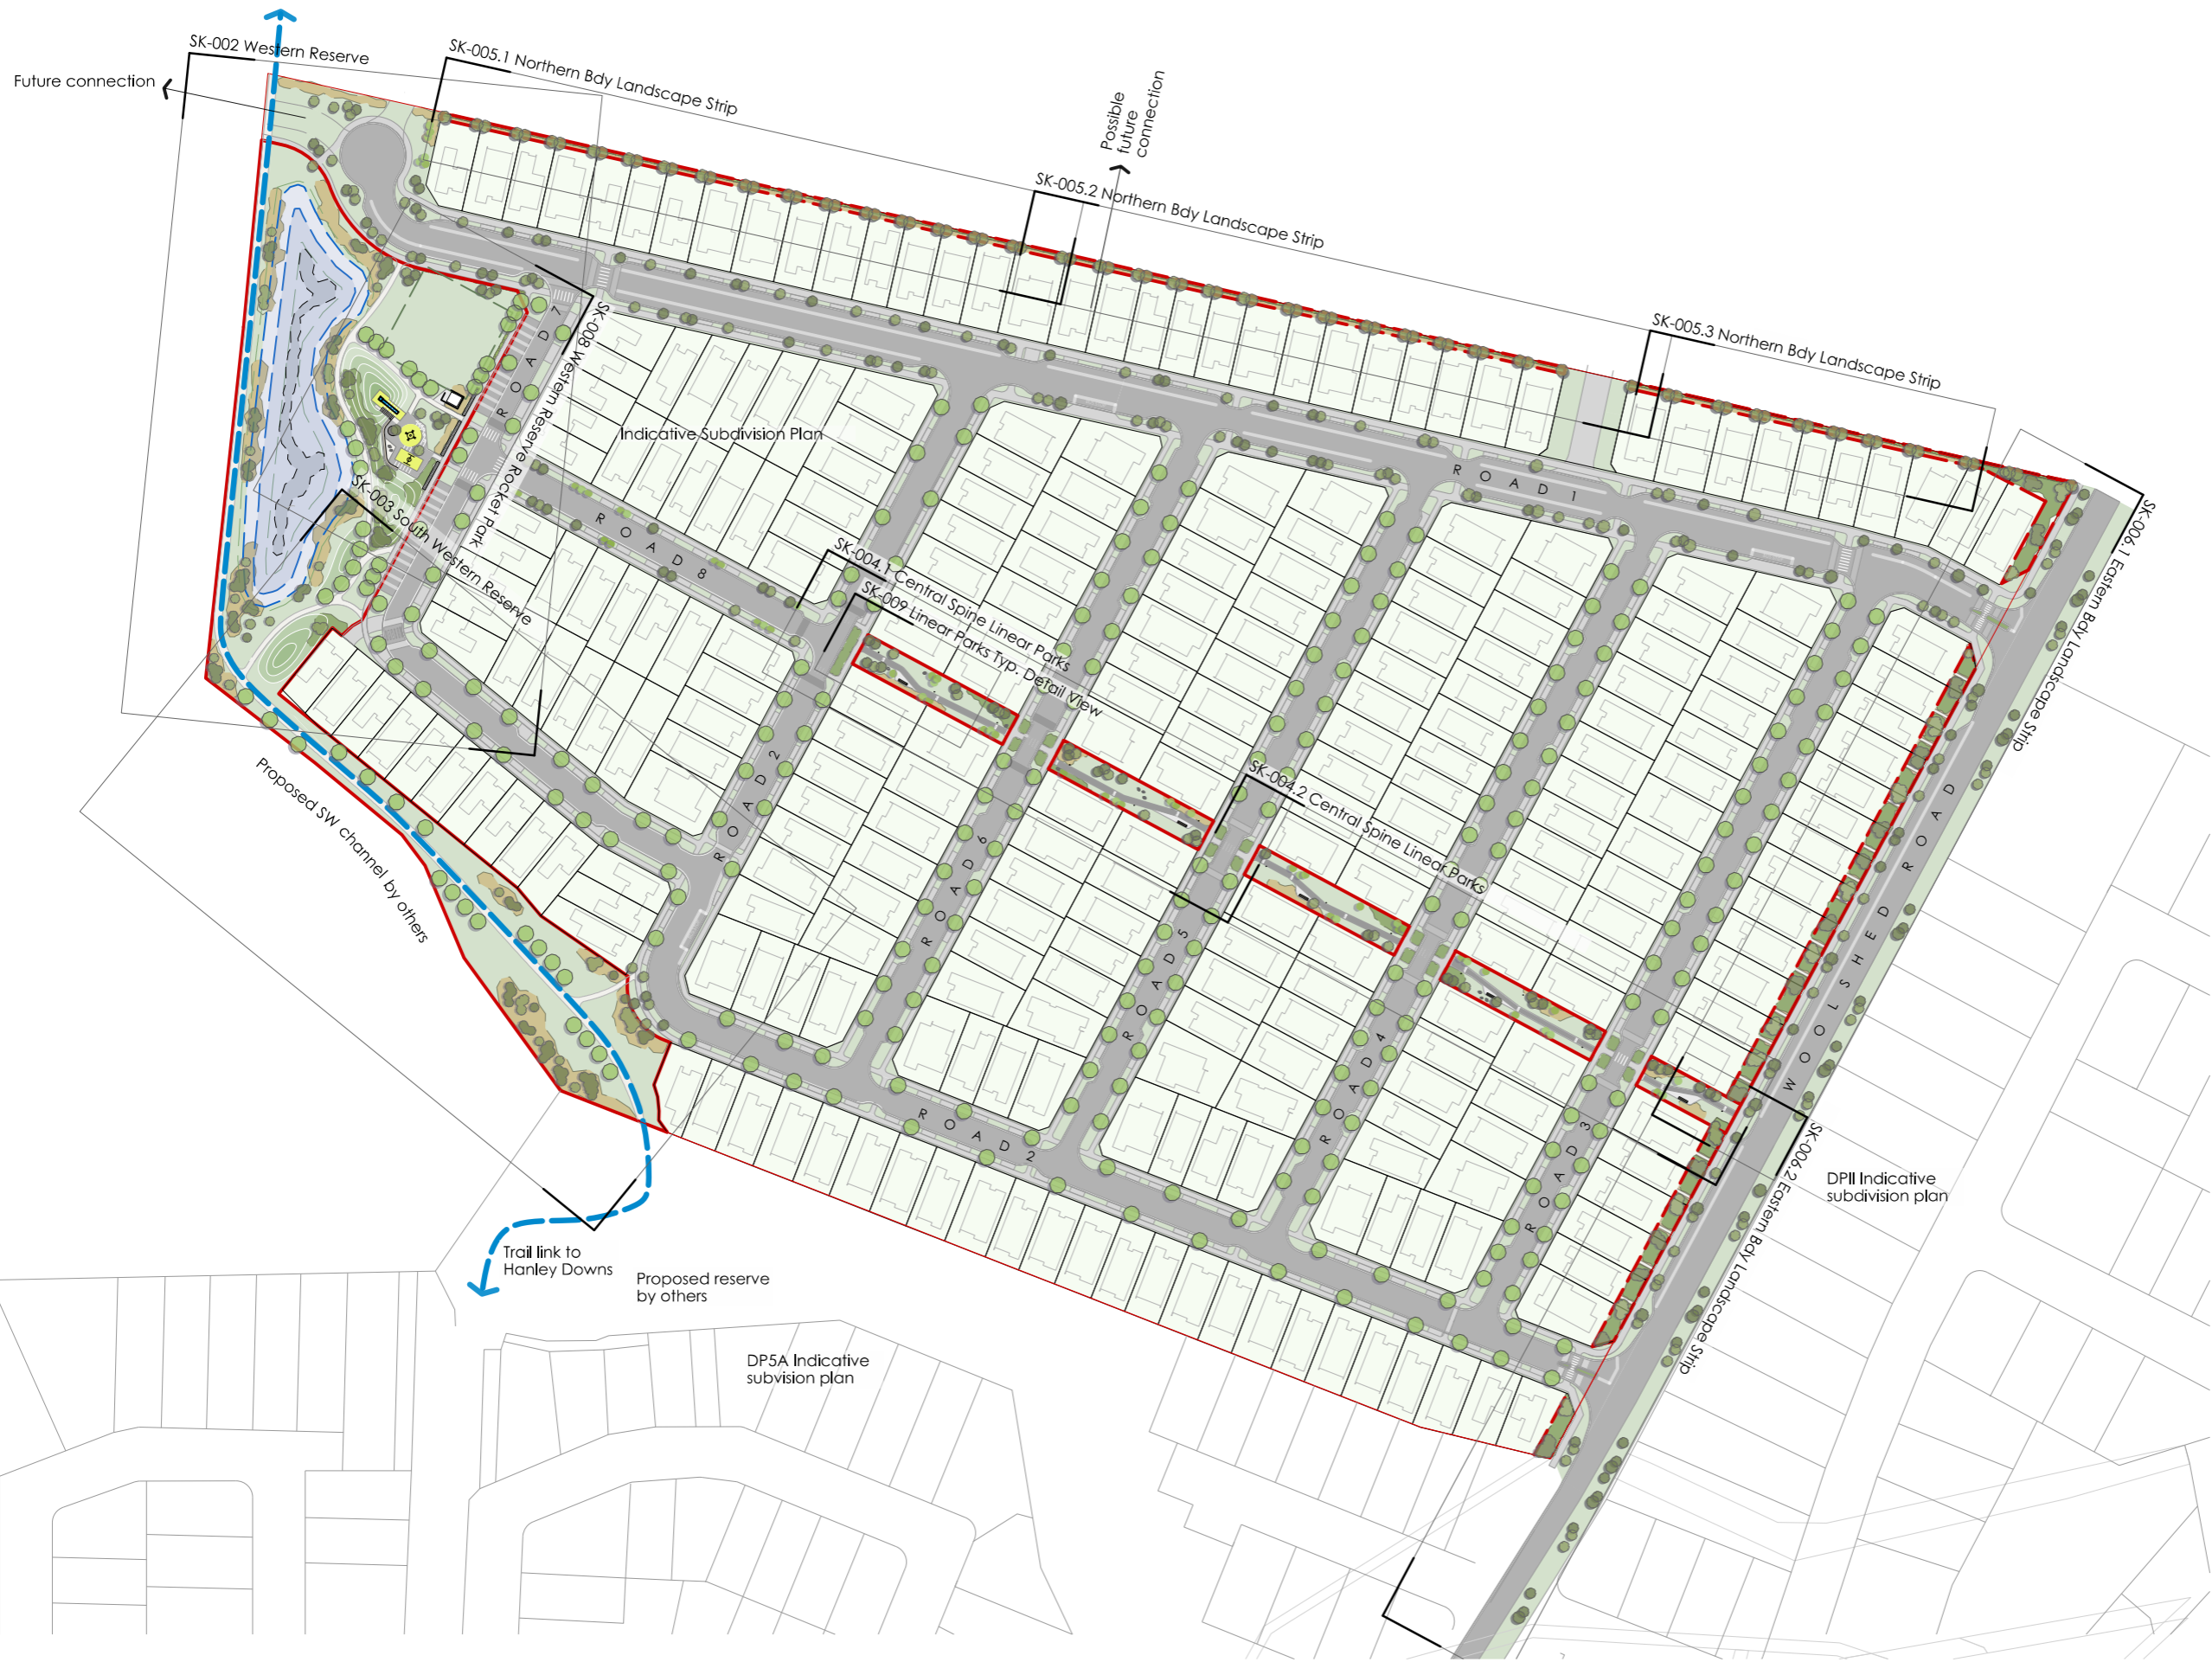 SK-002 Western Reserve
SK-005.1 Northern Bdy Landscape Strip
Future connection
Possible
future
connection
SK-005.2 Northern Bdy Landscape Strip
SK-005.3 Northern Bdy Landscape Strip
SK-008 Western Reserve Rocket Park
ROAD 7
Indicative Subdivision Plan
ROAD 1
SK-006.1 Eastern Bdy Landscape Strip
SK-003 South Western Reserve
ROAD 8
SK-004.1 Central Spine Linear Parks
SK-009 Linear Parks Typ. Detail View
Proposed SW channel by others
ROAD 2
SK-004.2 Central Spine Linear Parks
ROAD 6
ROAD 5
ROAD 4
ROAD 3
WOOLSHED ROAD
ROAD 2
SK-006.2 Eastern Bdy Landscape Strip
DPII Indicative
subdivision plan
Trail link to
Hanley Downs
Proposed reserve
by others
DP5A Indicative
subvision plan